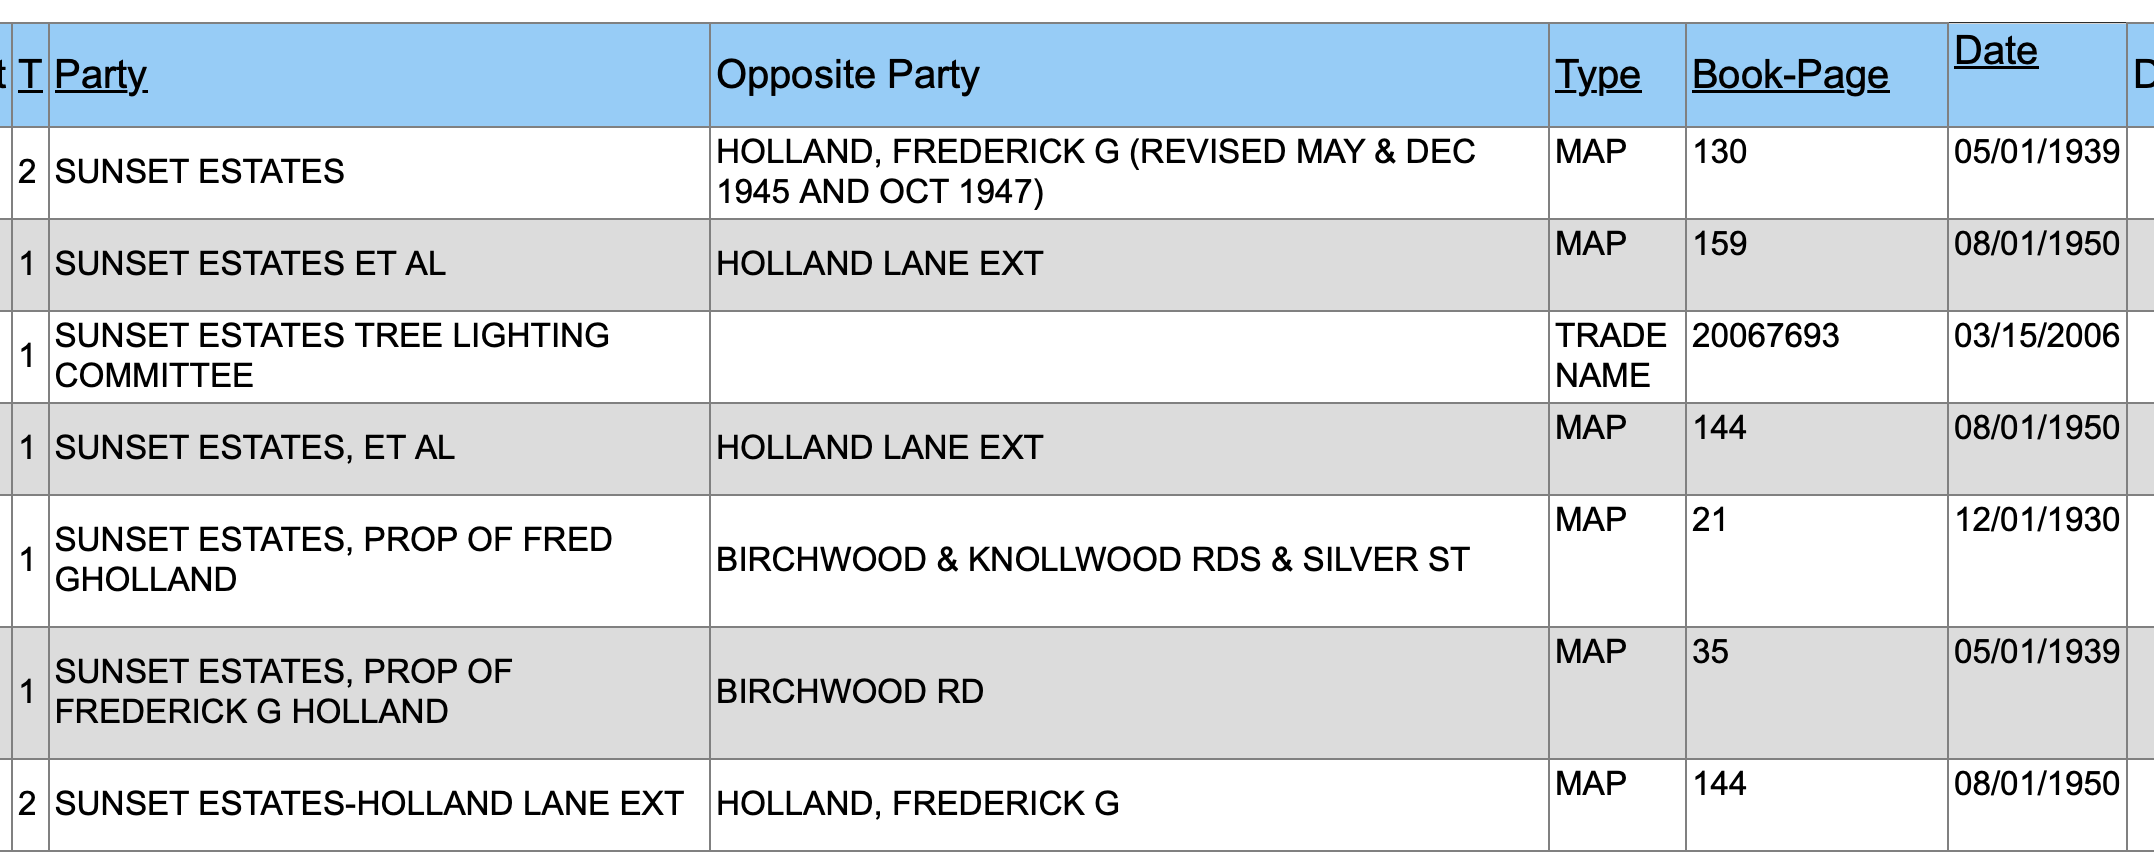 t T Party Opposite Party Type Book-Page Date D
2 SUNSET ESTATES HOLLAND, FREDERICK G (REVISED MAY & DEC MAP 130 05/01/1939
1945 AND OCT 1947)
1 SUNSET ESTATES ET AL HOLLAND LANE EXT MAP 159 08/01/1950
1 SUNSET ESTATES TREE LIGHTING TRADE 20067693 03/15/2006
COMMITTEE NAME
1 SUNSET ESTATES, ET AL HOLLAND LANE EXT MAP 144 08/01/1950
1 SUNSET ESTATES, PROP OF FRED BIRCHWOOD & KNOLLWOOD RDS & SILVER ST MAP 21 12/01/1930
GHOLLAND
1 SUNSET ESTATES, PROP OF BIRCHWOOD RD MAP 35 05/01/1939
FREDERICK G HOLLAND
2 SUNSET ESTATES-HOLLAND LANE EXT HOLLAND, FREDERICK G MAP 144 08/01/1950